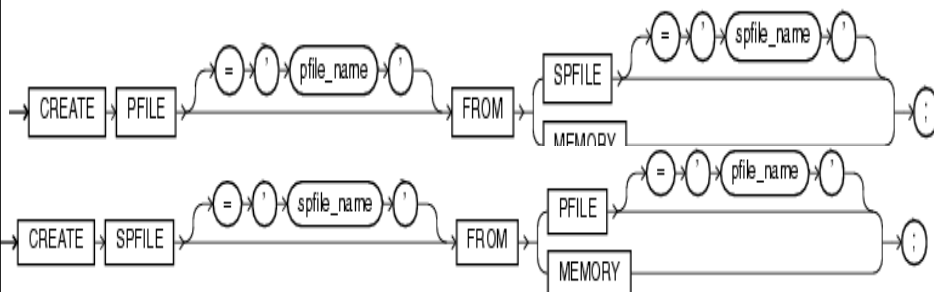 = ' spfile_name '
= ' pfile_name ' SPFILE
CREATE PFILE FROM ;
MEMORY
= ' pfile_name '
= ' spfile_name ' PFILE
CREATE SPFILE FROM ;
MEMORY